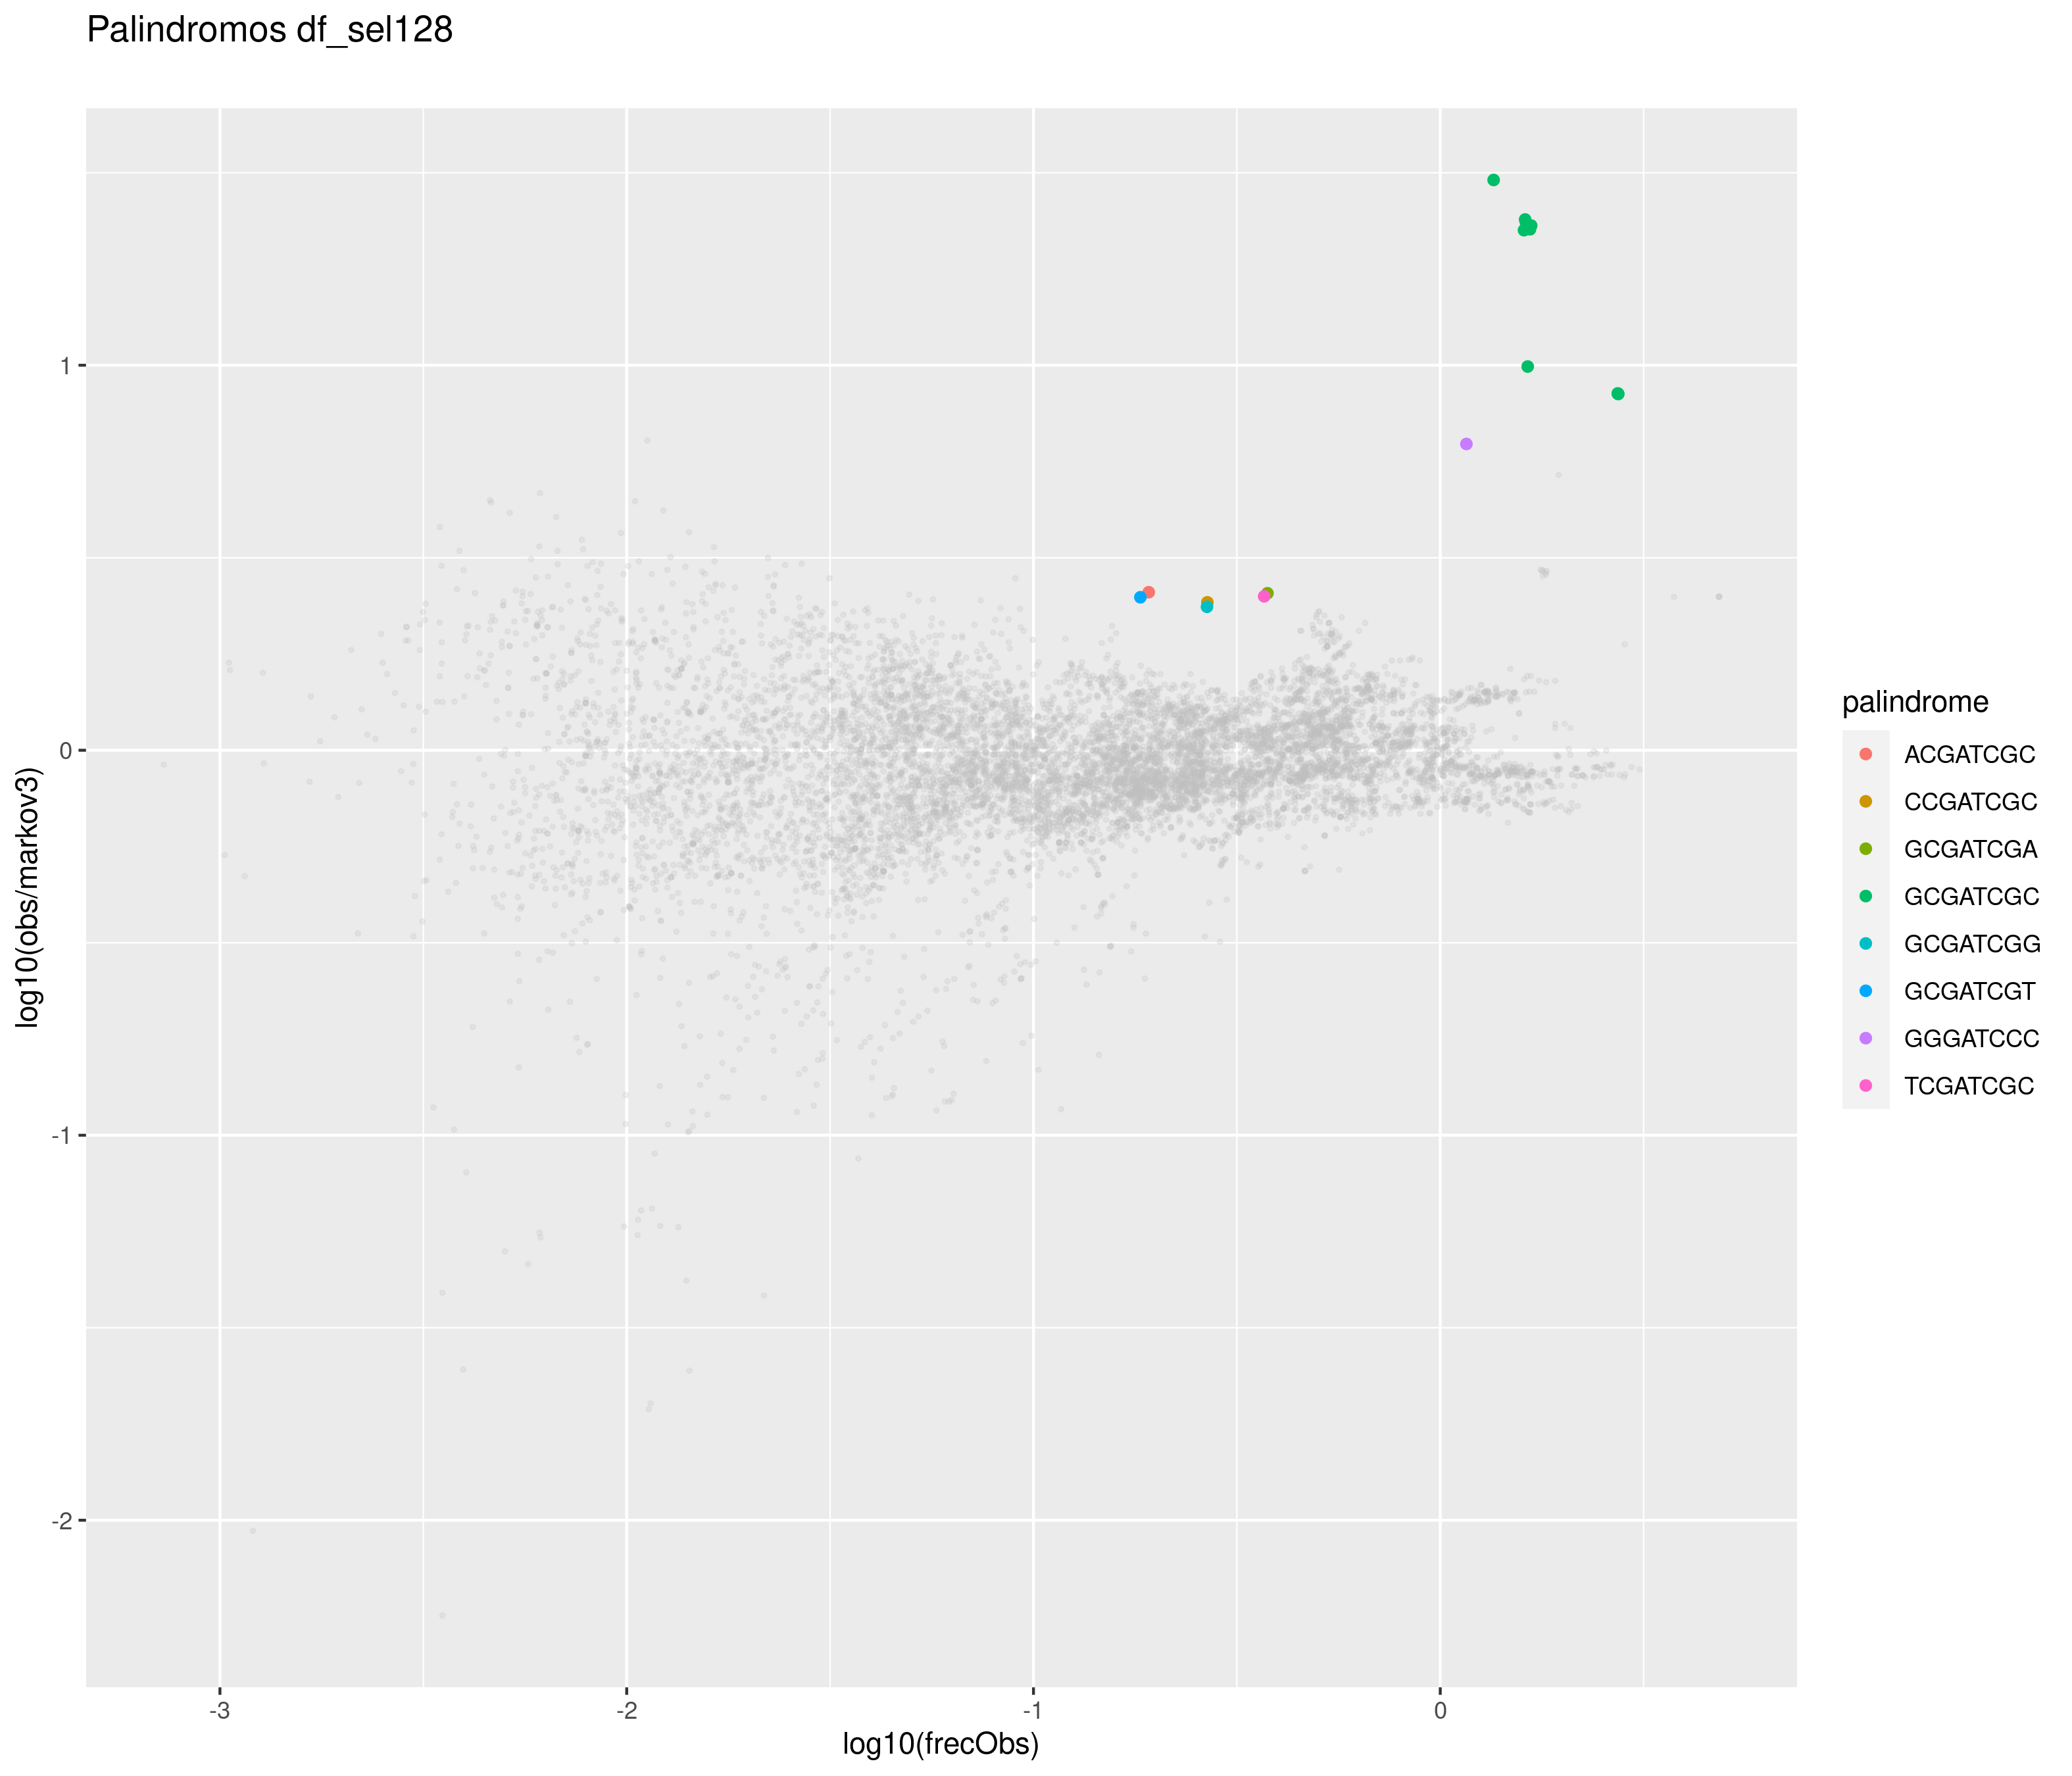 Palindromos df_sel128
log10(obs/markov3)
1
0
-1
-2
-3
-2
-1
0
log10(frecObs)
palindrome
ACGATCGC
CCGATCGC
GCGATCGA
GCGATCGC
GCGATCGG
GCGATCGT
GGGATCCC
TCGATCGC